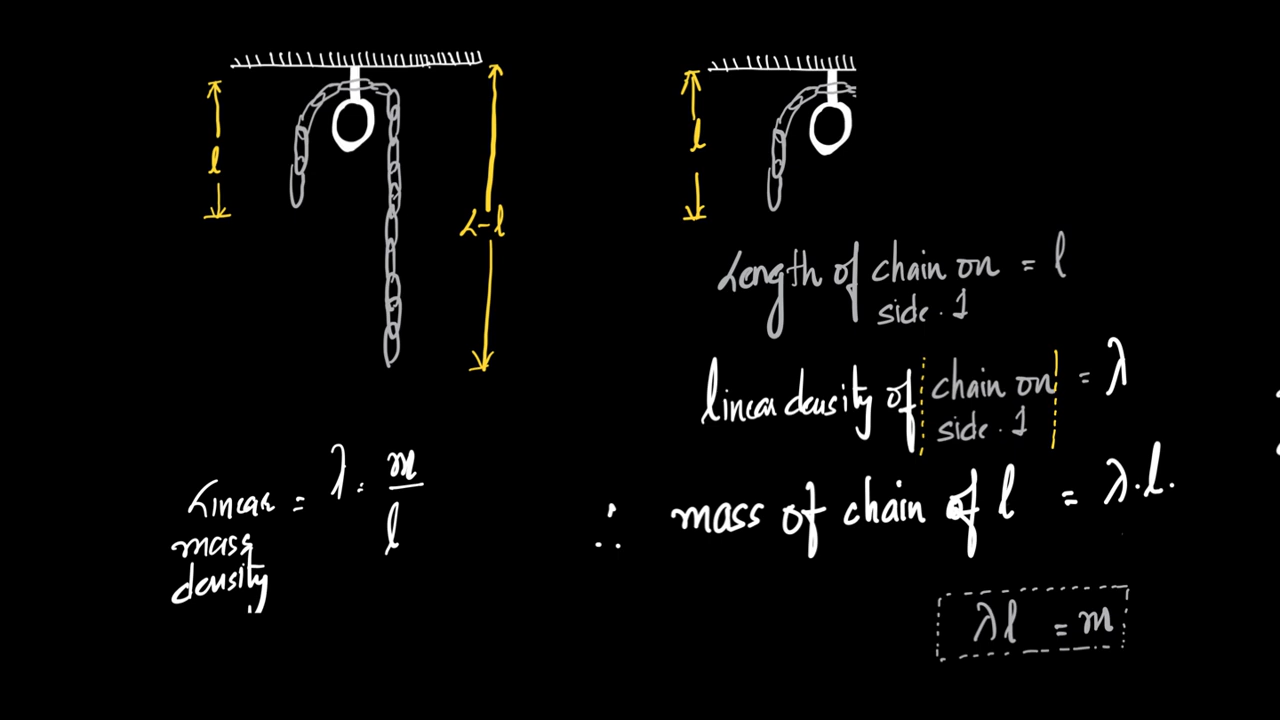 l
L-l
l
Length of chain on = l
side. 1
linear density of chain on = λ
side. 1
Linear = λ = m/l
mass
density
∴ mass of chain of l = λ.l.
λl = m